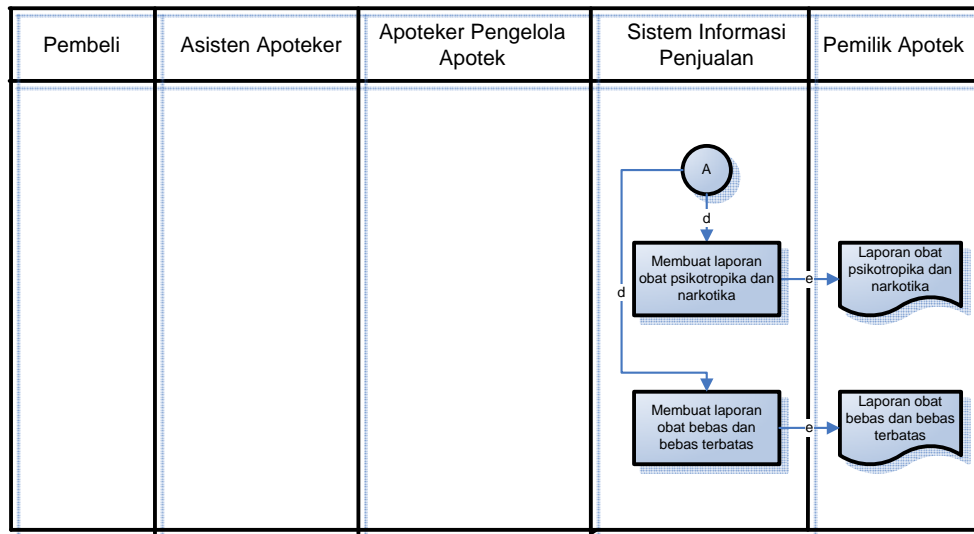 Pembeli
Asisten Apoteker
Apoteker Pengelola
Apotek
Sistem Informasi
Penjualan
Pemilik Apotek
A
d
Membuat laporan
obat psikotropika dan
narkotika
e
Laporan obat
psikotropika dan
narkotika
d
Membuat laporan
obat bebas dan
bebas terbatas
e
Laporan obat
bebas dan bebas
terbatas